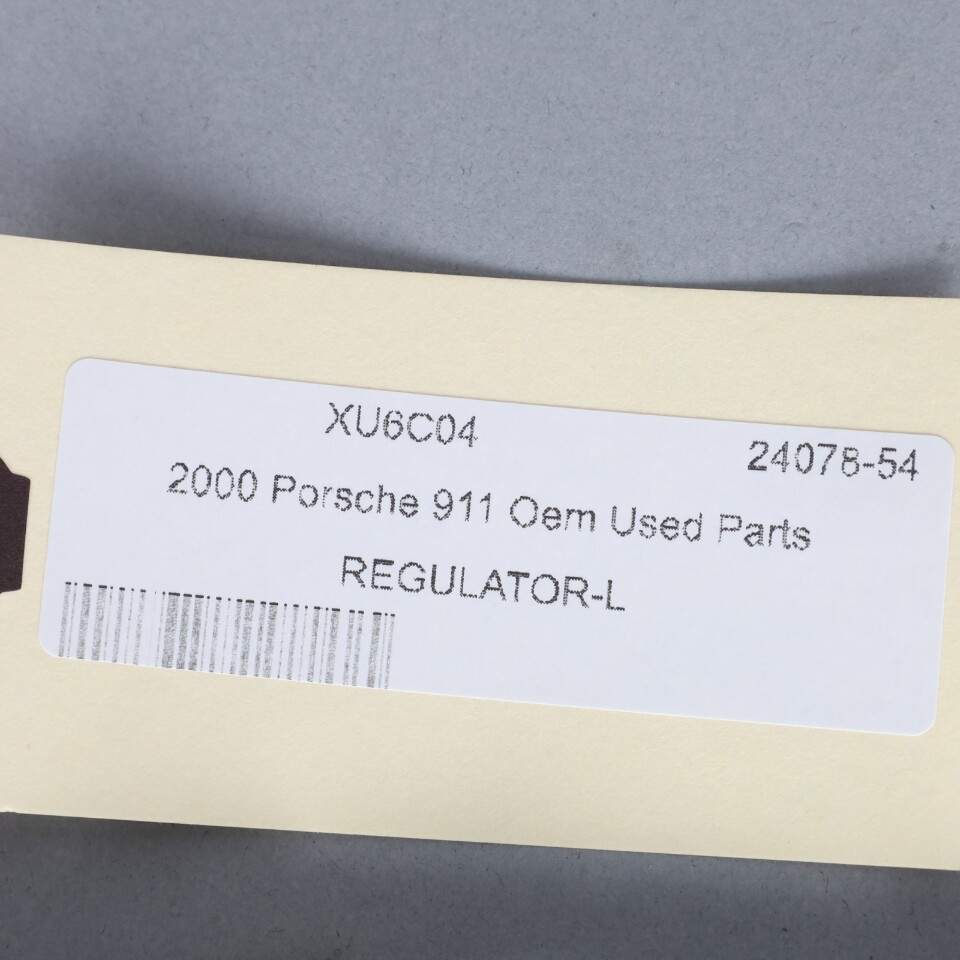 XU6C04
24078-54
2000 Porsche 911 Oem Used Parts
REGULATOR-L